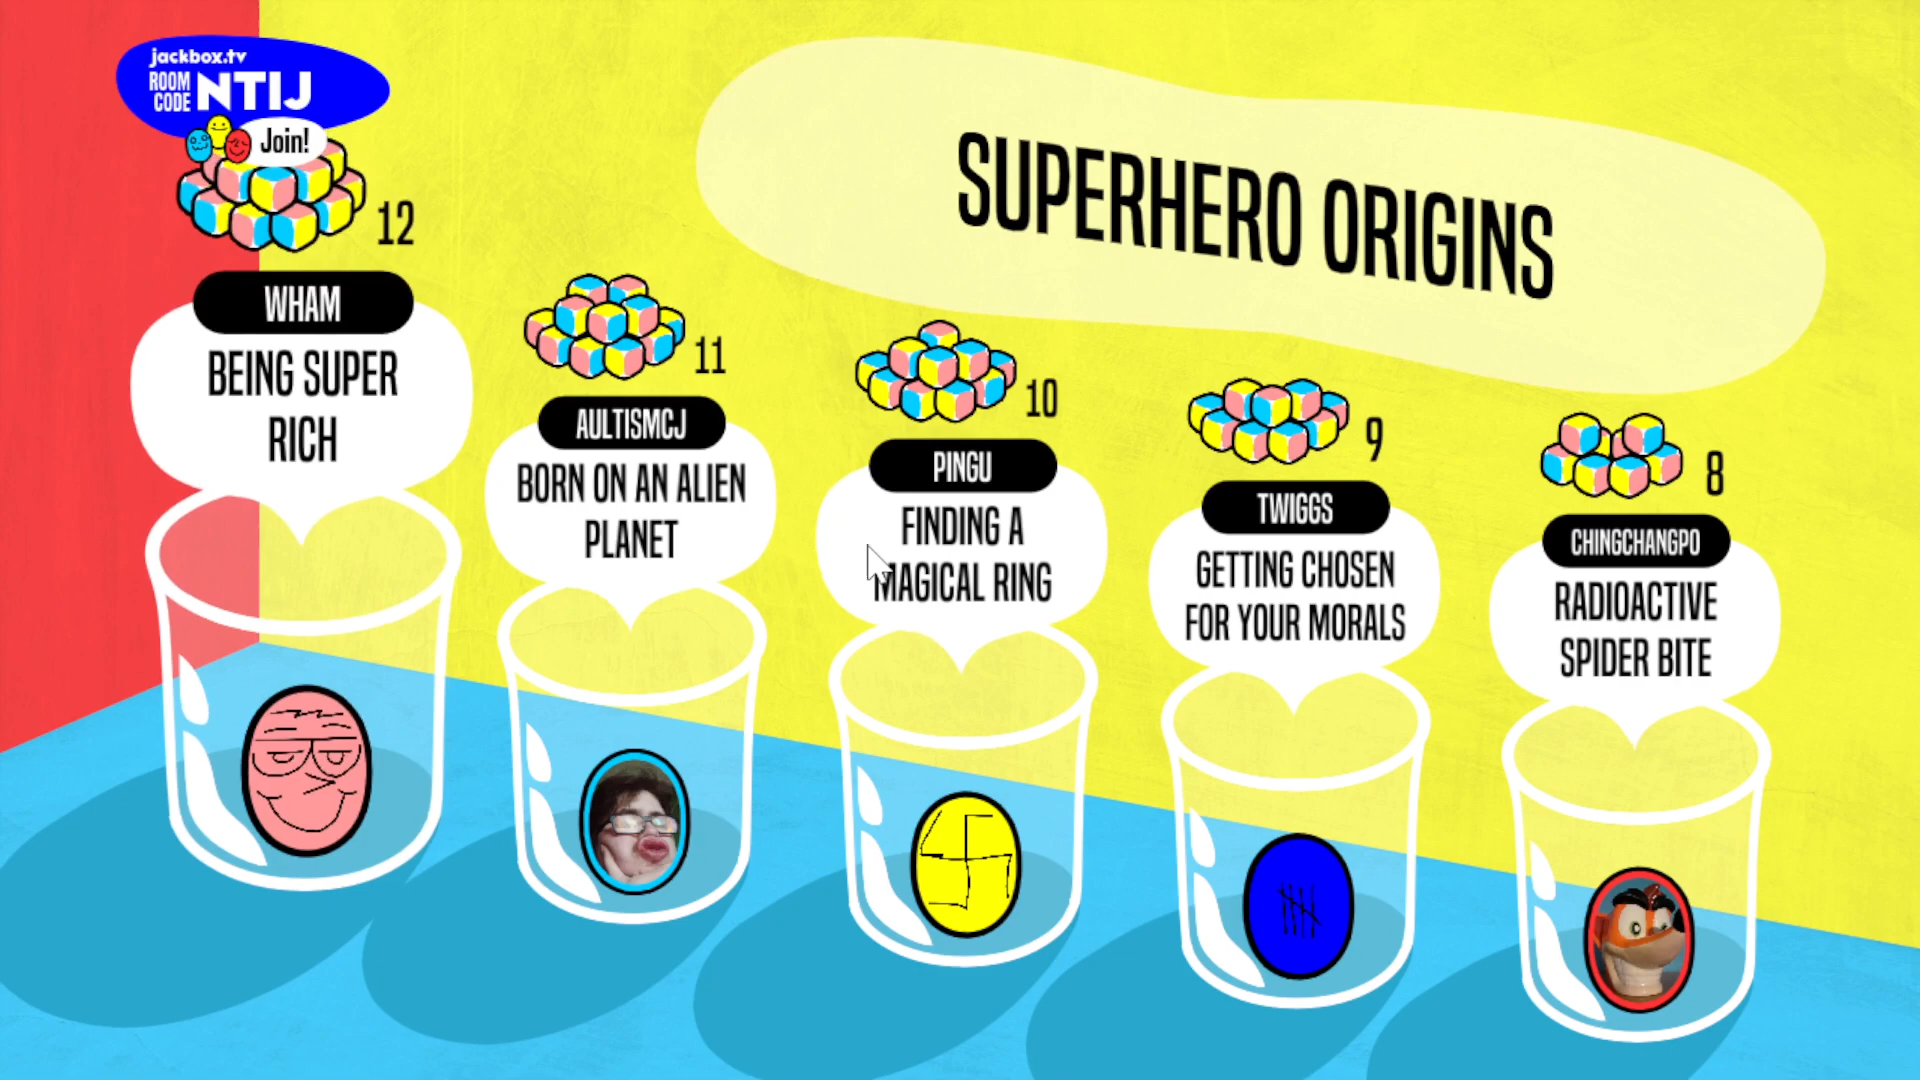 jackbox.tv
ROOM
CODE
NTIJ
Join!
SUPERHERO ORIGINS
12
WHAM
BEING SUPER
RICH
11
AULTISMCJ
BORN ON AN ALIEN
PLANET
10
PINGU
FINDING A
MAGICAL RING
9
TWIGGS
GETTING CHOSEN
FOR YOUR MORALS
8
CHINGCHANGPO
RADIOACTIVE
SPIDER BITE